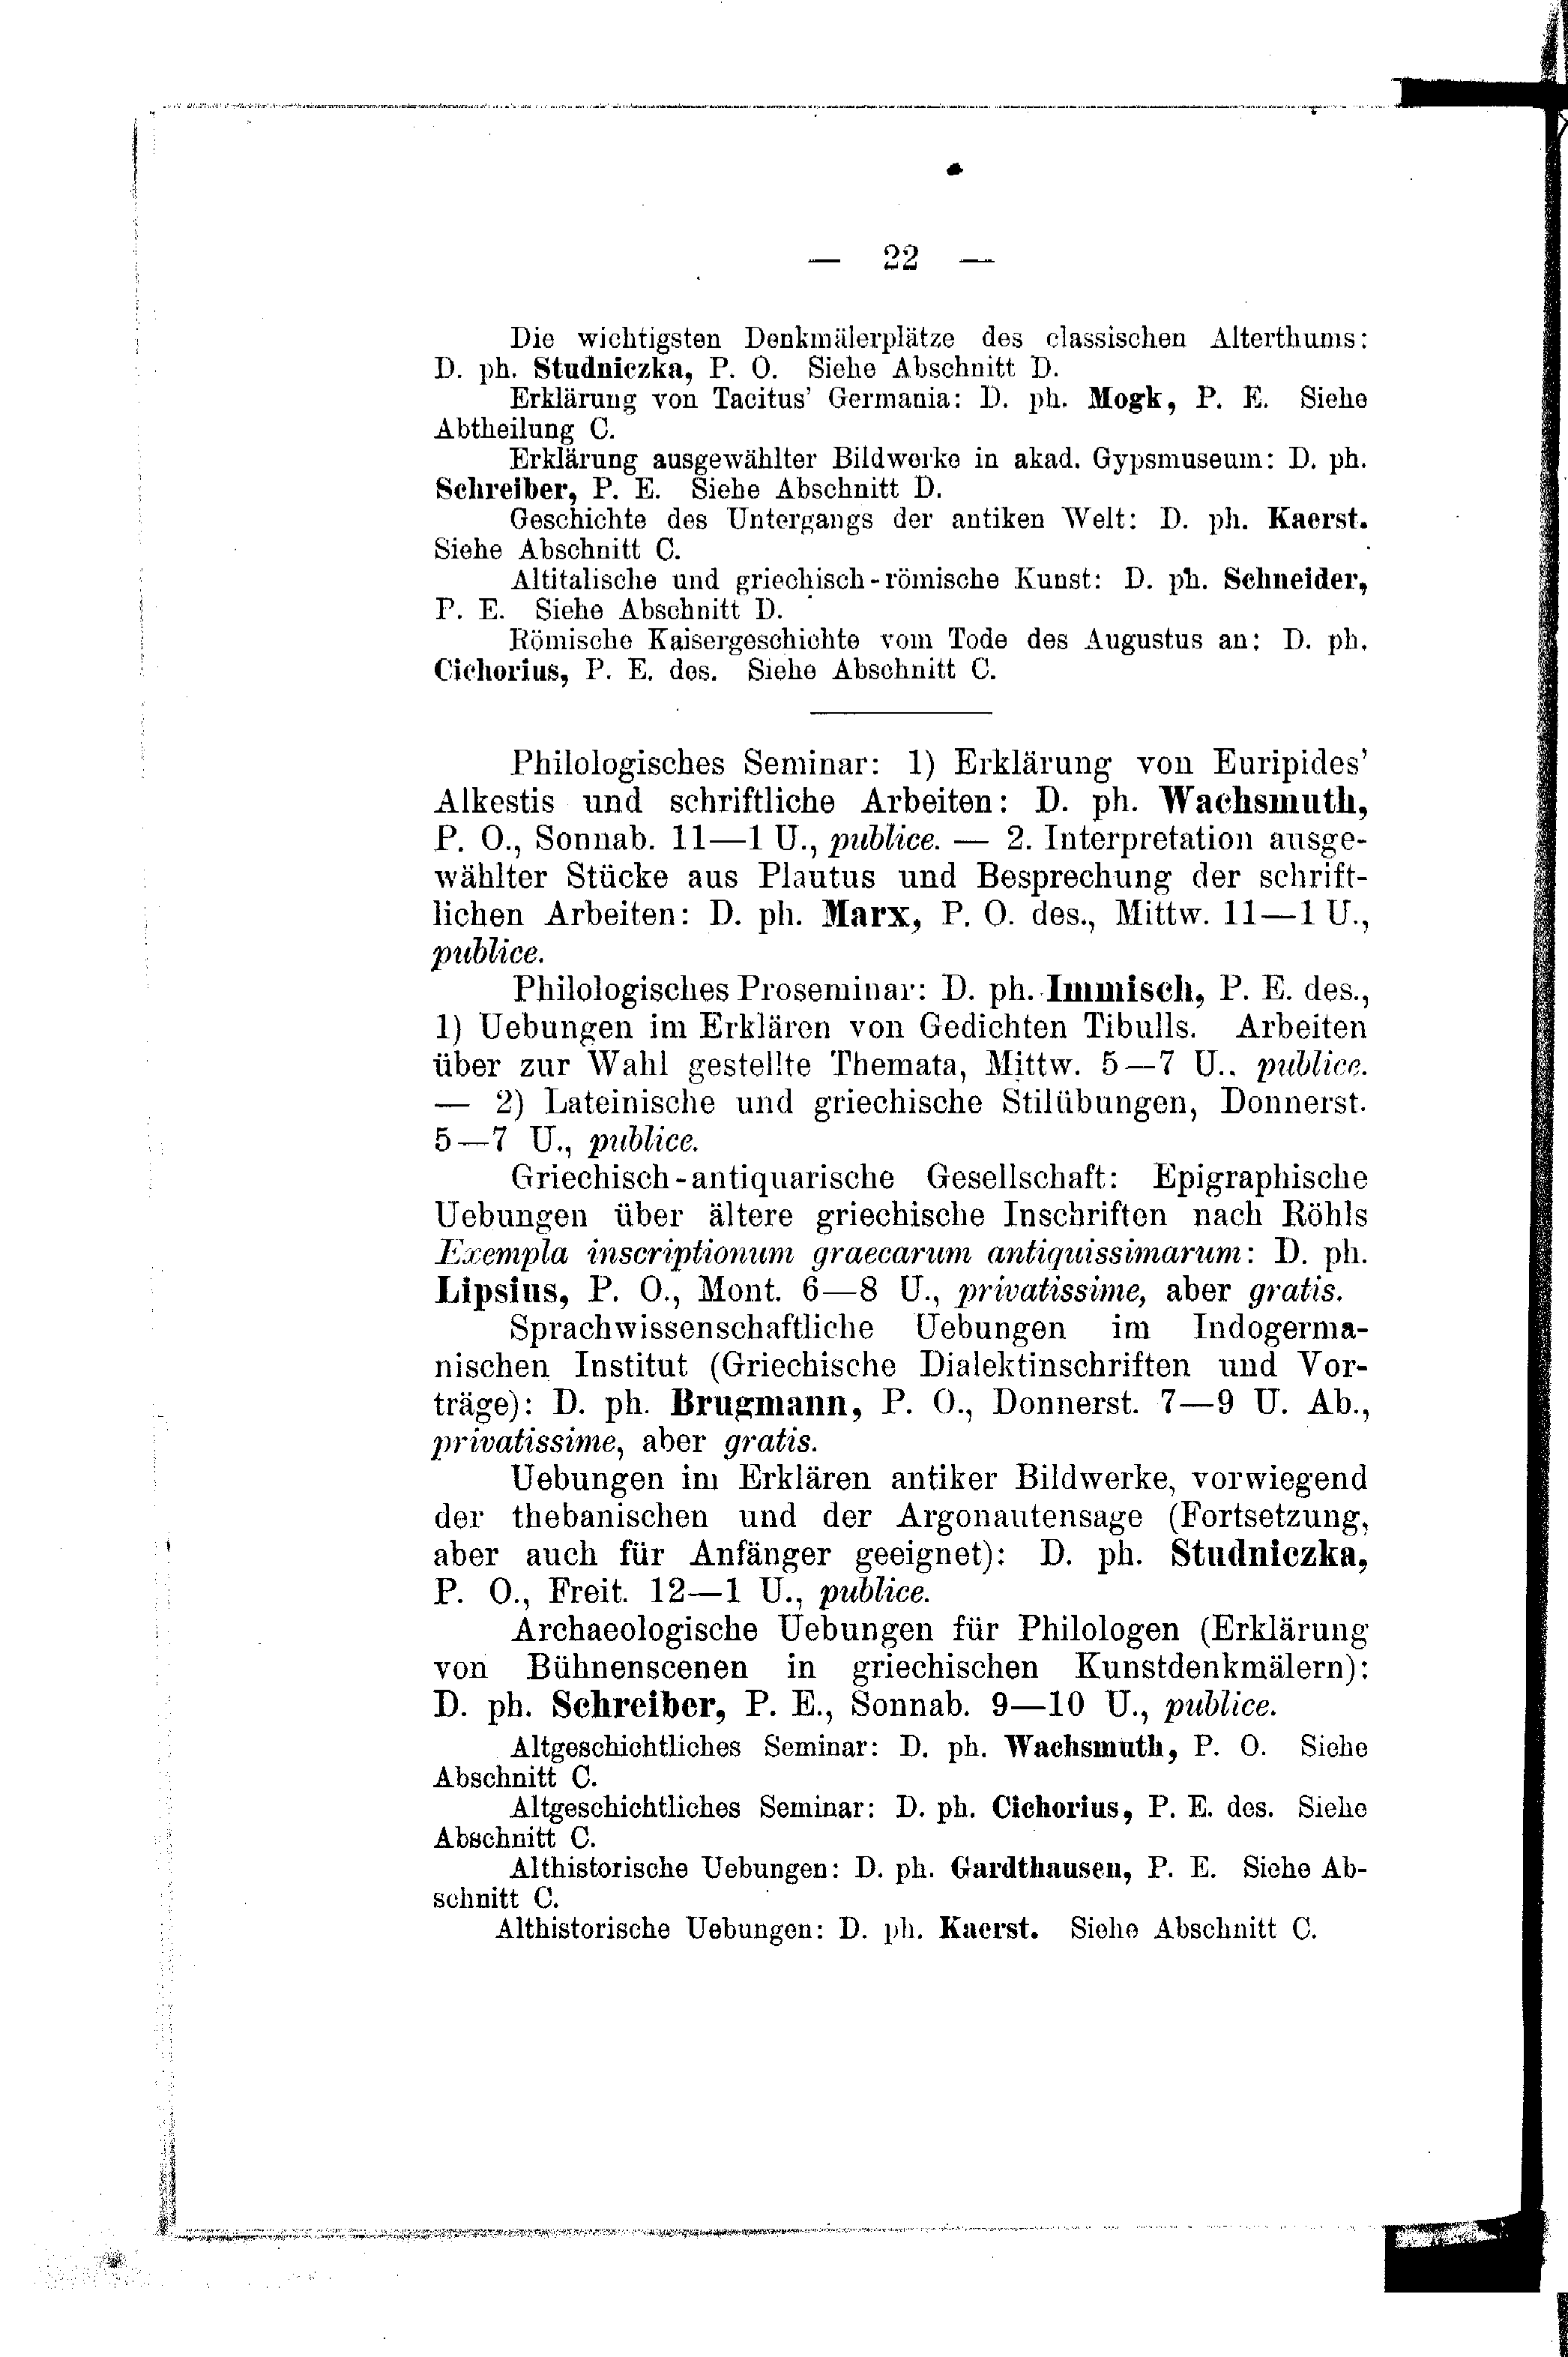 — 22 —
Die wichtigsten Denkmälerplätze des classischen Alterthums:
D. ph. Studniczka, P. O. Siehe Abschnitt D.
Erklärung von Tacitus' Germania: D. ph. Mogk, P. E. Siehe
Abtheilung C.
Erklärung ausgewählter Bildwerke in akad. Gypsmuseum: D. ph.
Schreiber, P. E. Siehe Abschnitt D.
Geschichte des Untergangs der antiken Welt: D. ph. Kaerst.
Siehe Abschnitt C.
Altitalische und griechisch-römische Kunst: D. ph. Schneider,
P. E. Siehe Abschnitt D.
Römische Kaisergeschichte vom Tode des Augustus an: D. ph.
Cichorius, P. E. des. Siehe Abschnitt C.
Philologisches Seminar: 1) Erklärung von Euripides'
Alkestis und schriftliche Arbeiten: D. ph. Wachsmuth,
P. O., Sonnab. 11—1 U., publice. — 2. Interpretation ausge-
wählter Stücke aus Plautus und Besprechung der schrift-
lichen Arbeiten: D. ph. Marx, P. O. des., Mittw. 11—1 U.,
publice.
Philologisches Proseminar: D. ph. Immisch, P. E. des.,
1) Uebungen im Erklären von Gedichten Tibulls. Arbeiten
über zur Wahl gestellte Themata, Mittw. 5—7 U.. publice.
— 2) Lateinische und griechische Stilübungen, Donnerst.
5—7 U., publice.
Griechisch-antiquarische Gesellschaft: Epigraphische
Uebungen über ältere griechische Inschriften nach Röhls
Exempla inscriptionum graecarum antiquissimarum: D. ph.
Lipsius, P. O., Mont. 6—8 U., privatissime, aber gratis.
Sprachwissenschaftliche Uebungen im Indogerma-
nischen Institut (Griechische Dialektinschriften und Vor-
träge): D. ph. Brugmann, P. O., Donnerst. 7—9 U. Ab.,
privatissime, aber gratis.
Uebungen im Erklären antiker Bildwerke, vorwiegend
der thebanischen und der Argonautensage (Fortsetzung,
aber auch für Anfänger geeignet): D. ph. Studniczka,
P. O., Freit. 12—1 U., publice.
Archaeologische Uebungen für Philologen (Erklärung
von Bühnenscenen in griechischen Kunstdenkmälern):
D. ph. Schreiber, P. E., Sonnab. 9—10 U., publice.
Altgeschichtliches Seminar: D. ph. Wachsmuth, P. O. Siehe
Abschnitt C.
Altgeschichtliches Seminar: D. ph. Cichorius, P. E. des. Siehe
Abschnitt C.
Althistorische Uebungen: D. ph. Gardthausen, P. E. Siehe Ab-
schnitt C.
Althistorische Uebungen: D. ph. Kaerst. Siehe Abschnitt C.